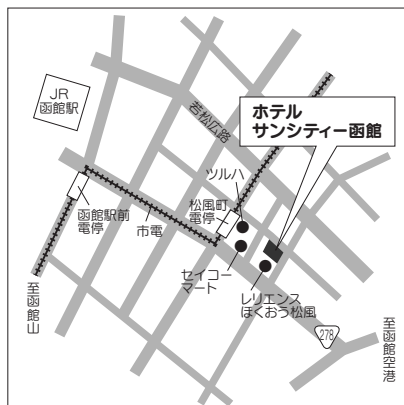 JR
函館駅
若松広路
ホテル
サンシティー函館
ツルハ
松風町
電停
函館駅前
電停
市電
セイコー
マート
レリエンス
ほくおう松風
278
至函館山
至函館空港